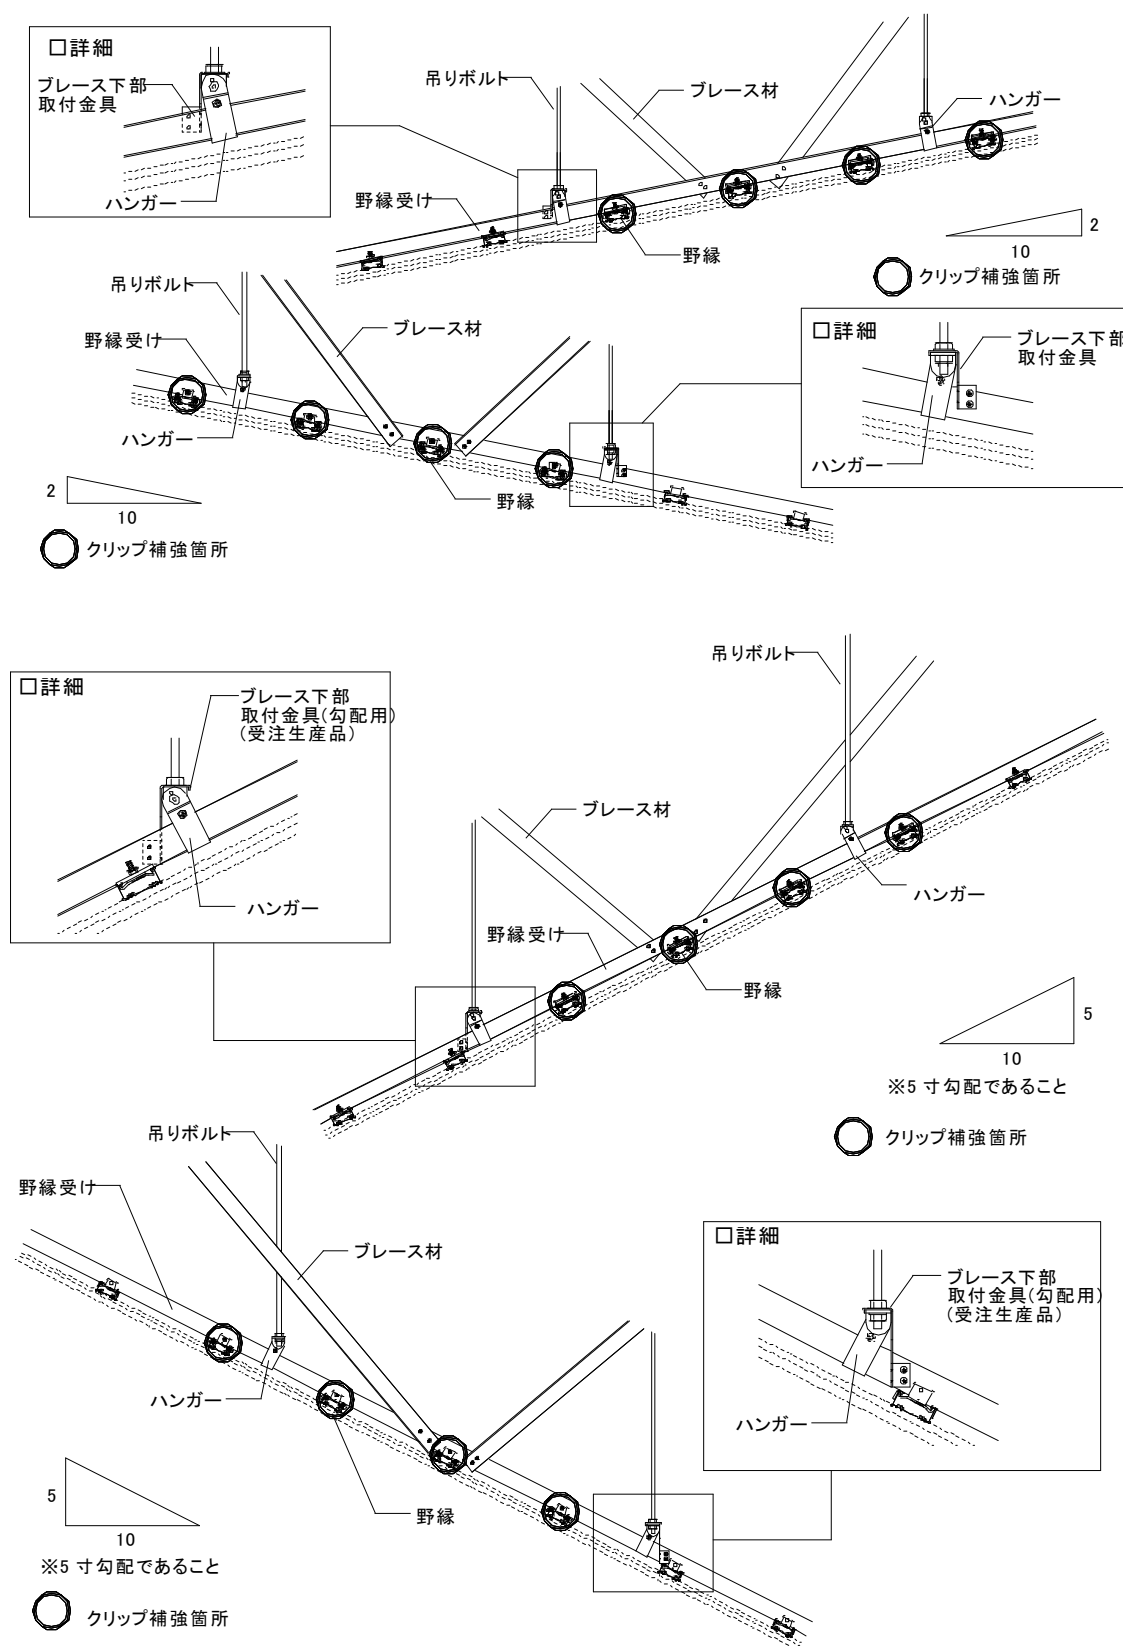 □詳細
ブレース下部
取付金具
ハンガー
吊りボルト
ブレース材
ハンガー
野縁受け
野縁
2
10
クリップ補強箇所
吊りボルト
野縁受け
ブレース材
ハンガー
野縁
2
10
クリップ補強箇所
□詳細
ブレース下部
取付金具
ハンガー
□詳細
ブレース下部
取付金具(勾配用)
(受注生産品)
ハンガー
吊りボルト
ブレース材
ハンガー
野縁受け
野縁
5
10
※5寸勾配であること
クリップ補強箇所
吊りボルト
野縁受け
ブレース材
ハンガー
野縁
5
10
※5寸勾配であること
クリップ補強箇所
□詳細
ブレース下部
取付金具(勾配用)
(受注生産品)
ハンガー